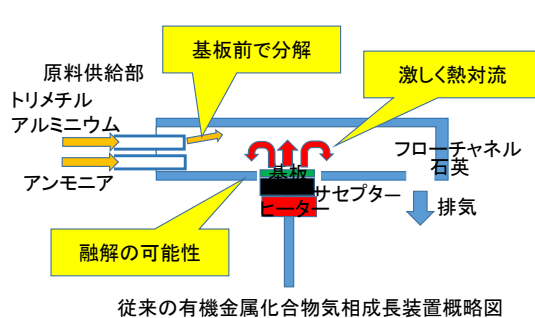 基板前で分解
原料供給部
激しく熱対流
トリメチル
アルミニウム
フローチャネル
石英
基板
アンモニア
サセプター
ヒーター
排気
融解の可能性
従来の有機金属化合物気相成長装置概略図